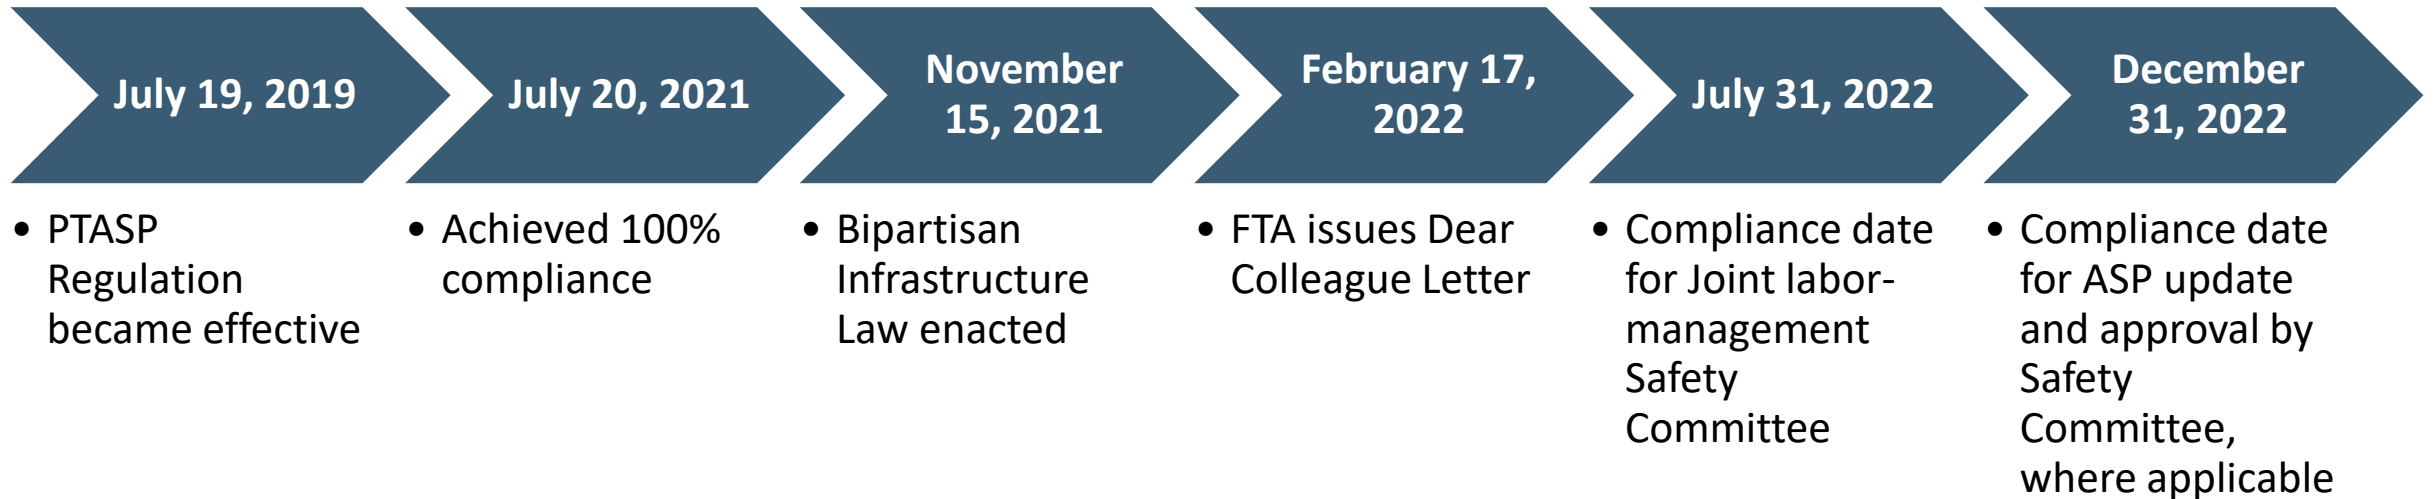 July 19, 2019
July 20, 2021
November
15, 2021
February 17,
2022
July 31, 2022
December
31, 2022
• PTASP
Regulation
became effective
• Achieved 100%
compliance
• Bipartisan
Infrastructure
Law enacted
• FTA issues Dear
Colleague Letter
• Compliance date
for Joint labor-
management
Safety
Committee
• Compliance date
for ASP update
and approval by
Safety
Committee,
where applicable